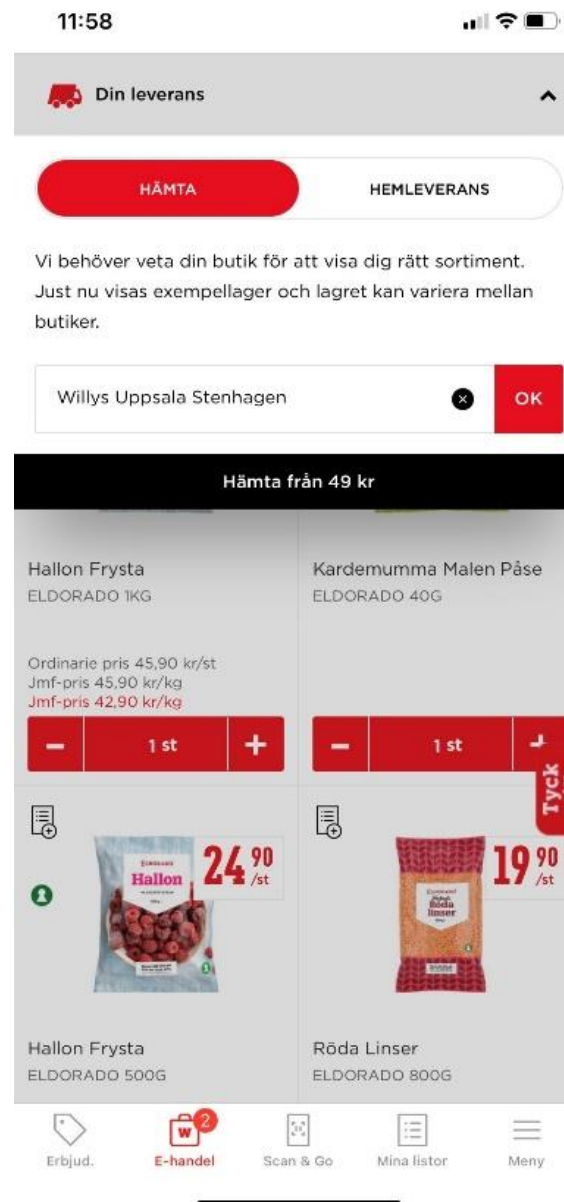 11:58
Din leverans
HÄMTA
HEMLEVERANS
Vi behöver veta din butik för att visa dig rätt sortiment.
Just nu visas exempellager och lagret kan variera mellan
butiker.
Willys Uppsala Stenhagen
OK
Hämta från 49 kr
Hallon Frysta
ELDORADO 1KG
Ordinarie pris 45,90 kr/st
Jmf-pris 45,90 kr/kg
Jmf-pris 42,90 kr/kg
1 st
Kardemumma Malen Påse
ELDORADO 40G
1 st
Tyck
Hallon
24 90
/st
Hallon Frysta
ELDORADO 500G
Röda
linser
19 90
/st
Röda Linser
ELDORADO 800G
Erbjud.
W 2
E-handel
Scan & Go
Mina listor
Meny